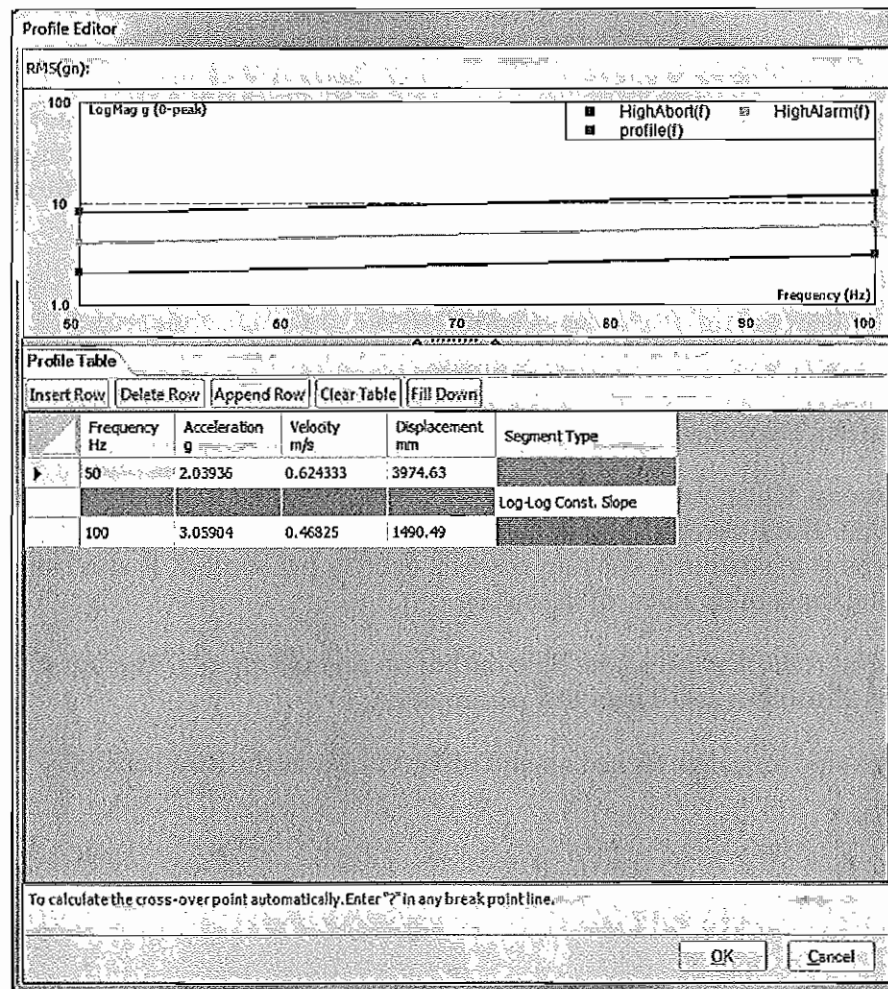 Profile Editor
RMS(gn):
100
LogMag g (0-peak)
HighAbort(f) HighAlarm(f)
profile(f)
10
1.0
Frequency (Hz)
50 60 70 80 90 100
Profile Table
Insert Row Delete Row Append Row Clear Table Fill Down
Frequency Hz Acceleration g Velocity m/s Displacement mm Segment Type
50 2.03936 0.624333 3974.63
Log-Log Const. Slope
100 3.05904 0.46825 1490.49
To calculate the cross-over point automatically.Enter "?" in any break point line.
OK Cancel